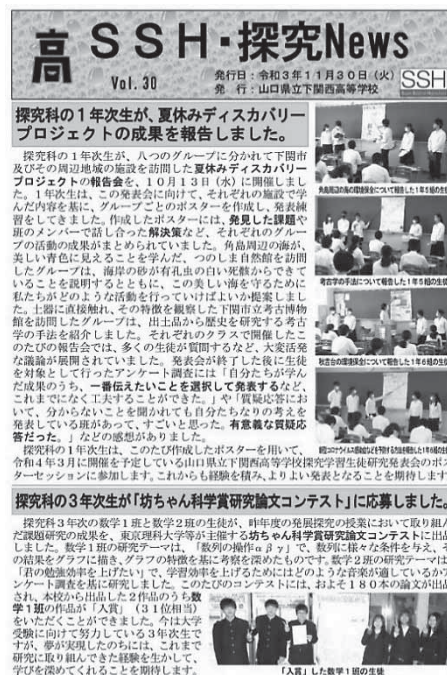 高
SSH・探究News
Vol. 30
発行日：令和3年11月30日（火）
発　行：山口県立下関西高等学校
SSH
探究科の１年次生が、夏休みディスカバリー
プロジェクトの成果を報告しました。
探究科の１年次生が、八つのグループに分かれて下関市
及びその周辺地域の施設を訪問した夏休みディスカバリー
プロジェクトの報告会を、１０月１３日（水）に開催しまし
た。１年次生は、この発表会に向けて、それぞれの施設で学
んだ内容を基に、グループごとのポスターを作成し、発表練
習をしてきました。作成したポスターには、発見した課題や
班のメンバーで話し合った解決策など、それぞれのグルー
プの活動の成果がまとめられていました。角島周辺の海が、
美しい青色に見えることを学んだ、つのしま自然館を訪問
したグループは、海岸の砂が有孔虫の白い死骸からできて
いることを説明するとともに、この美しい海を守るために
私たちがどのような活動を行っていけばよいか提案しまし
た。土器に直接触れ、その特徴を観察した下関市立考古博物
館を訪問したグループは、出土品から歴史を研究する考古
学の手法を紹介しました。それぞれのクラスで開催したこ
のたびの報告会では、多くの生徒が質問するなど、大変活発
な議論が展開されていました。発表会が終了した後に生徒
を対象として行ったアンケート調査には「自分たちが学ん
だ成果のうち、一番伝えたいことを選択して発表するなど、
これまでになく工夫することができた。」や「質疑応答にお
いて、分からないことを聞かれても自分たちなりの考えを
発表している班があって、すごいと思った。有意義な質疑応
答だった。」などの感想がありました。
探究科の１年次生は、このたび作成したポスターを用いて、
令和４年３月に開催を予定している山口県立下関西高等学校探究学習生徒研究発表会のポス
ターセッションに参加します。これからも経験を積み、よりよい発表となることを期待します
角島周辺の海の環境保全について報告した１年５組の生徒
考古学の手法について報告した１年５組の生徒
秋吉台の環境保全について報告した１年６組の生徒
新型コロナウイルス感染症などを予防する方法を報告した１年６組の生徒
探究科の３年次生が「坊ちゃん科学賞研究論文コンテスト」に応募しました。
探究科３年次の数学１班と数学２班の生徒が、昨年度の発展探究の授業において取り組ん
だ課題研究の成果を、東京理科大学等が主催する坊ちゃん科学賞研究論文コンテストに出品
しました。数学１班の研究テーマは、「数列の操作αβγ」で、数列に様々な条件を与え、そ
の結果をグラフに描き、グラフの特徴を基に考察を深めたものです。数学２班のテーマは
「君の勉強効率を上げたい」で、学習効率を上げるためにはどのような音楽が適しているかア
ンケート調査を基に研究しました。このたびのコンテストには、およそ１８０本の論文が出品
され、本校から出品した２作品のうち数
学１班の作品が「入賞」（３１位相当）
をいただくことができました。今は大学
受験に向けて努力している３年次生で
すが、夢が実現したのちには、これまで
研究に取り組んできた経験を生かして、
学びを深めてくれることを期待します。
「入賞」した数学１班の生徒